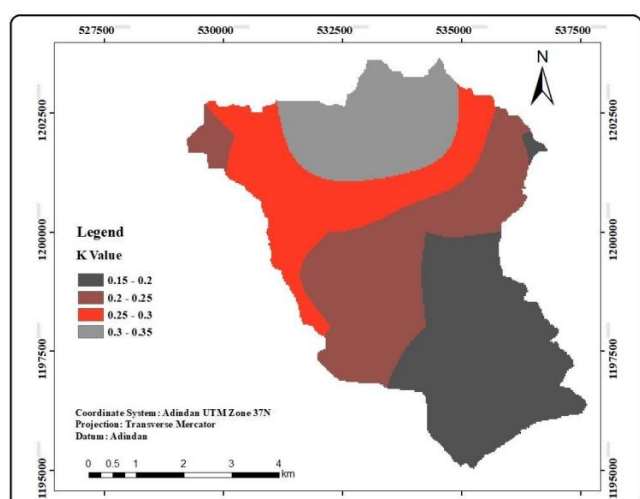 527500 530000 532500 535000 537500
N
1202500 1202500
1200000 1200000
1197500 1197500
1195000 1195000
Legend
K Value
0.15 - 0.2
0.2 - 0.25
0.25 - 0.3
0.3 - 0.35
Coordinate System: Adindan UTM Zone 37N
Projection: Transverse Mercator
Datum: Adindan
0 0.5 1 2 3 4
km